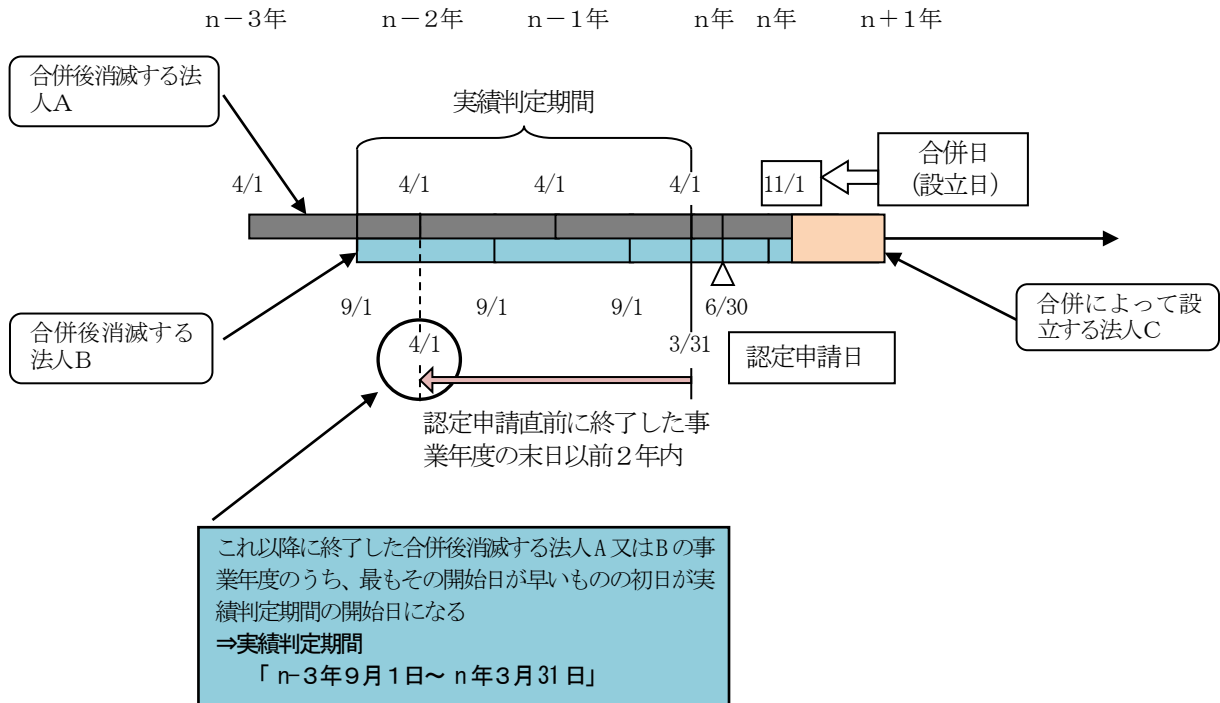 n－3年 n－2年 n－1年 n年 n年 n＋1年
合併後消滅する法
人A
実績判定期間
合併日
(設立日)
4/1 4/1 4/1 4/1 11/1
9/1 9/1 9/1 6/30
合併後消滅する
法人B
合併によって設
立する法人C
4/1 3/31 認定申請日
認定申請直前に終了した事
業年度の末日以前２年内
これ以降に終了した合併後消滅する法人A又はBの事
業年度のうち、最もその開始日が早いものの初日が実
績判定期間の開始日になる
⇒実績判定期間
「 n-３年９月１日～ n年３月31日」